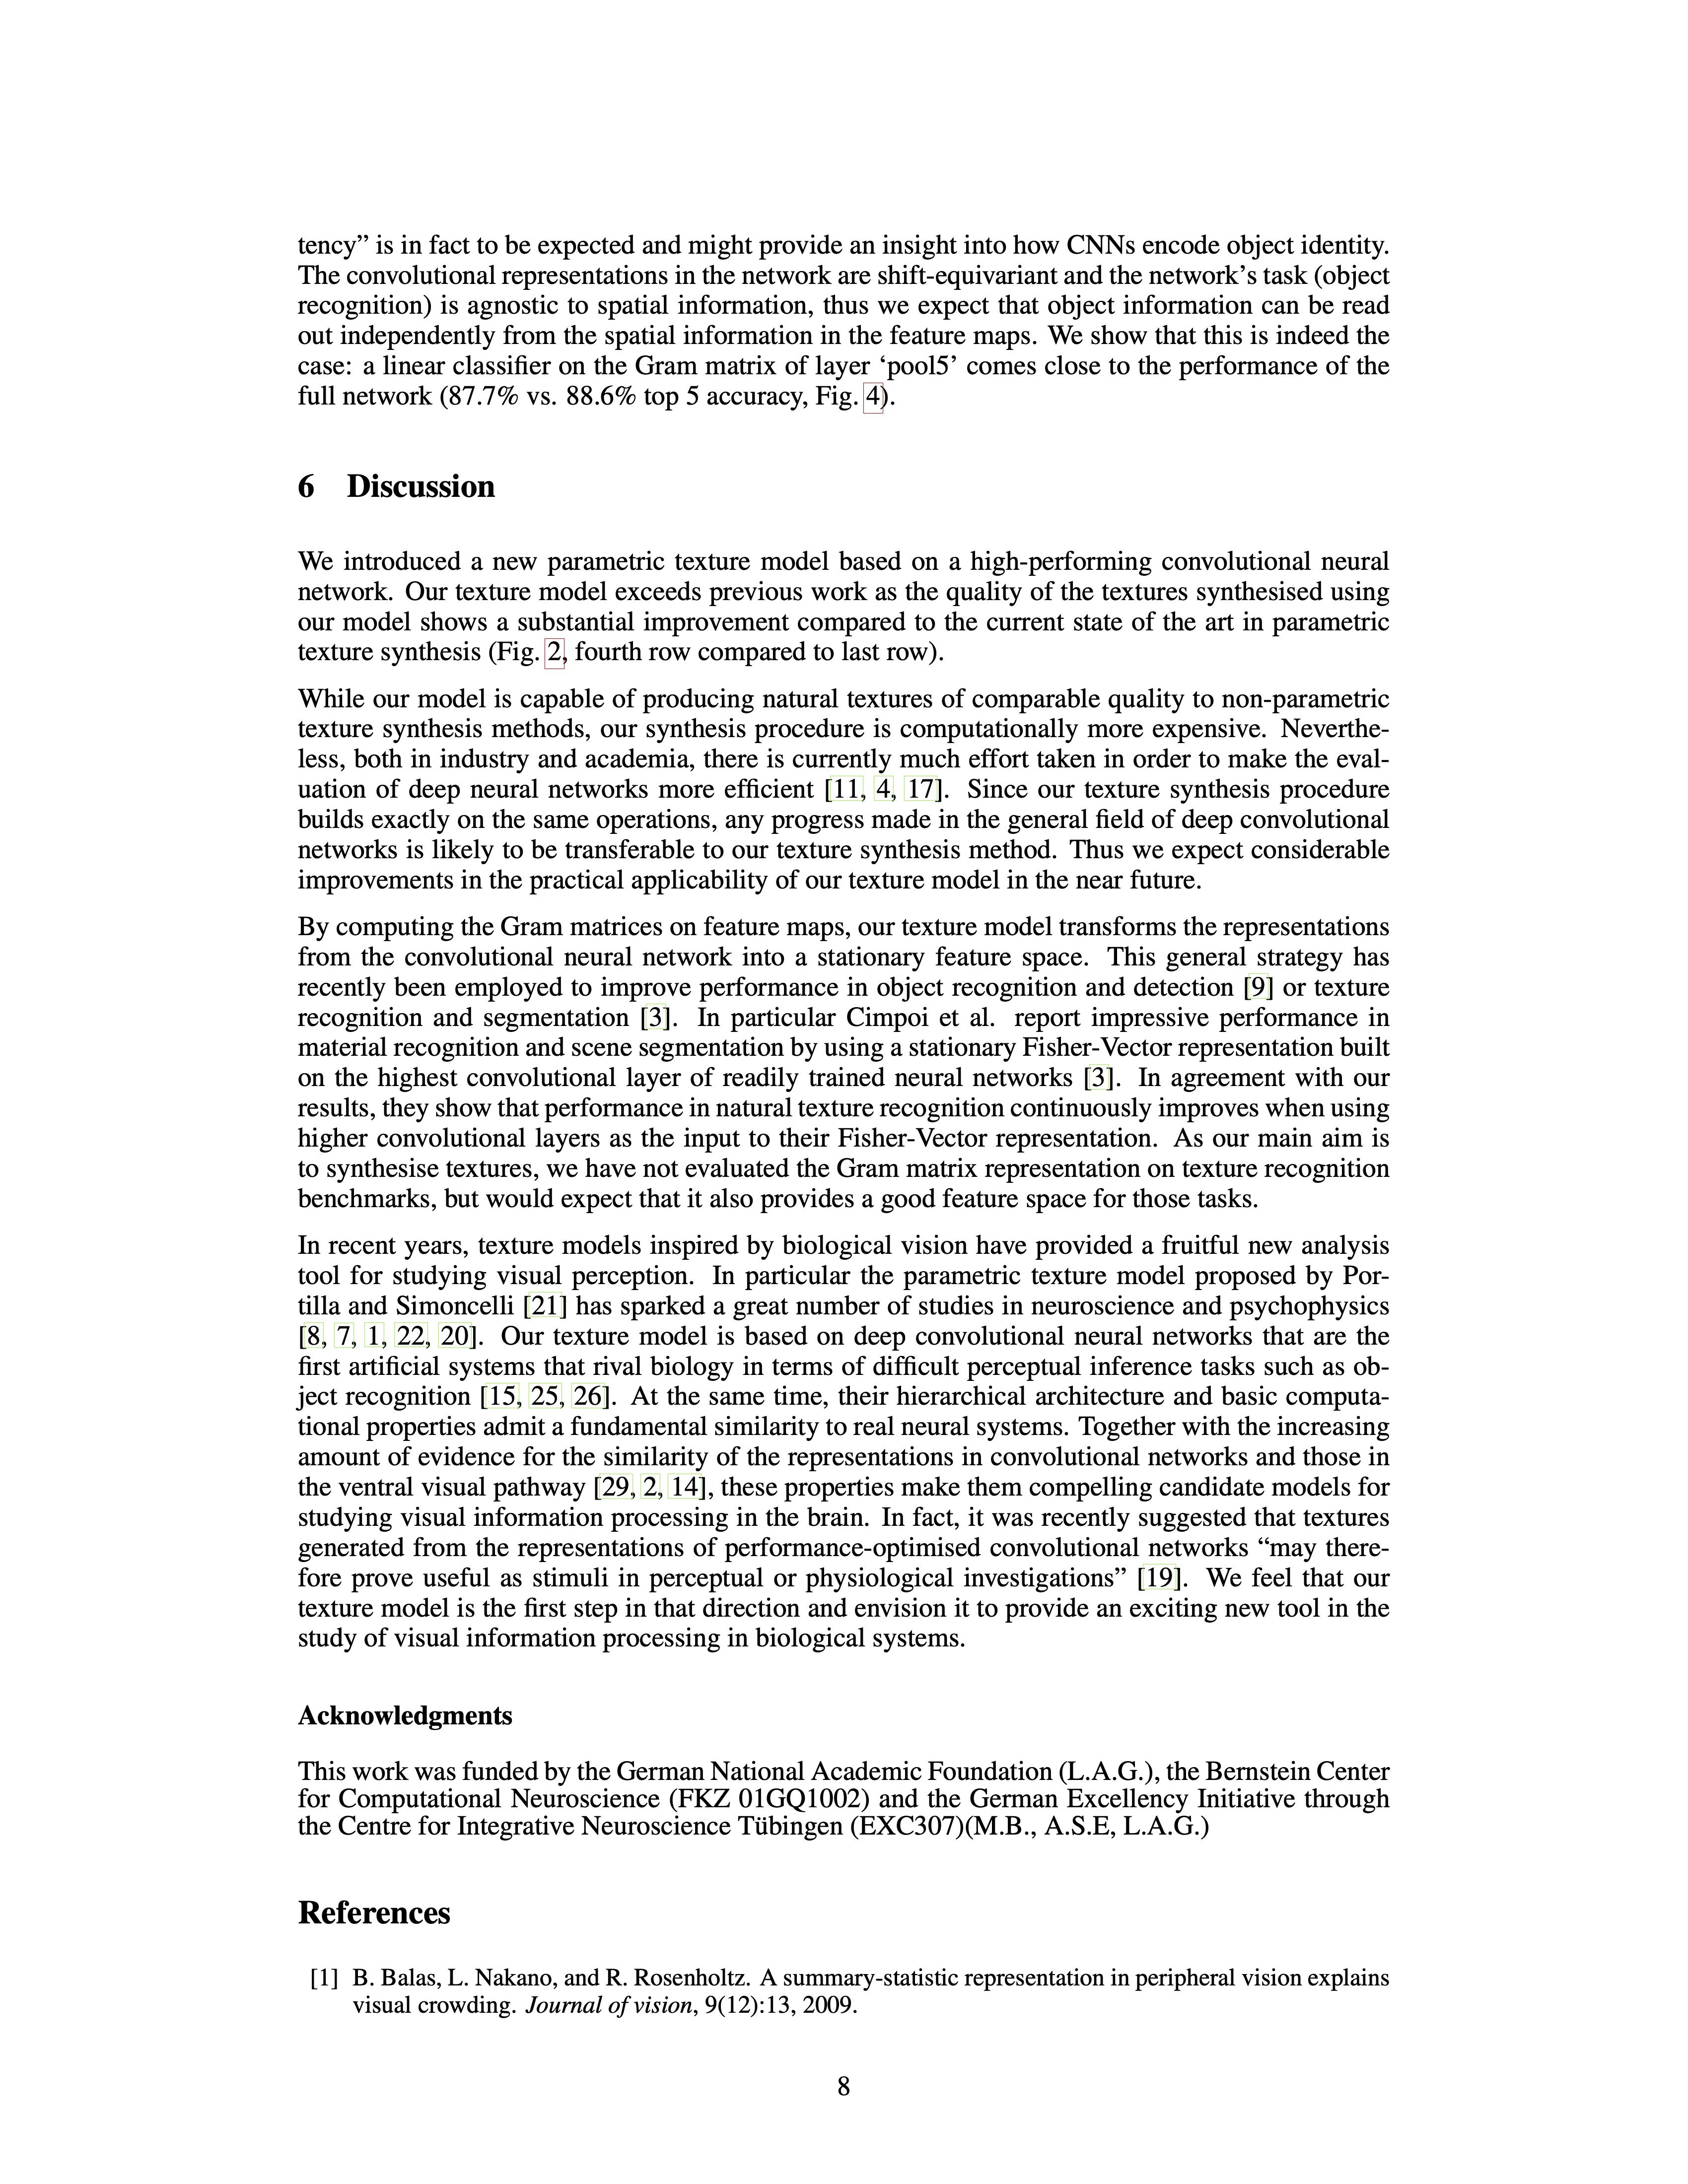 tency” is in fact to be expected and might provide an insight into how CNNs encode object identity.
The convolutional representations in the network are shift-equivariant and the network’s task (object
recognition) is agnostic to spatial information, thus we expect that object information can be read
out independently from the spatial information in the feature maps. We show that this is indeed the
case: a linear classifier on the Gram matrix of layer ‘pool5’ comes close to the performance of the
full network (87.7% vs. 88.6% top 5 accuracy, Fig. 4).
6 Discussion
We introduced a new parametric texture model based on a high-performing convolutional neural
network. Our texture model exceeds previous work as the quality of the textures synthesised using
our model shows a substantial improvement compared to the current state of the art in parametric
texture synthesis (Fig. 2, fourth row compared to last row).
While our model is capable of producing natural textures of comparable quality to non-parametric
texture synthesis methods, our synthesis procedure is computationally more expensive. Neverthe-
less, both in industry and academia, there is currently much effort taken in order to make the eval-
uation of deep neural networks more efficient [11, 4, 17]. Since our texture synthesis procedure
builds exactly on the same operations, any progress made in the general field of deep convolutional
networks is likely to be transferable to our texture synthesis method. Thus we expect considerable
improvements in the practical applicability of our texture model in the near future.
By computing the Gram matrices on feature maps, our texture model transforms the representations
from the convolutional neural network into a stationary feature space. This general strategy has
recently been employed to improve performance in object recognition and detection [9] or texture
recognition and segmentation [3]. In particular Cimpoi et al. report impressive performance in
material recognition and scene segmentation by using a stationary Fisher-Vector representation built
on the highest convolutional layer of readily trained neural networks [3]. In agreement with our
results, they show that performance in natural texture recognition continuously improves when using
higher convolutional layers as the input to their Fisher-Vector representation. As our main aim is
to synthesise textures, we have not evaluated the Gram matrix representation on texture recognition
benchmarks, but would expect that it also provides a good feature space for those tasks.
In recent years, texture models inspired by biological vision have provided a fruitful new analysis
tool for studying visual perception. In particular the parametric texture model proposed by Por-
tilla and Simoncelli [21] has sparked a great number of studies in neuroscience and psychophysics
[8, 7, 1, 22, 20]. Our texture model is based on deep convolutional neural networks that are the
first artificial systems that rival biology in terms of difficult perceptual inference tasks such as ob-
ject recognition [15, 25, 26]. At the same time, their hierarchical architecture and basic computa-
tional properties admit a fundamental similarity to real neural systems. Together with the increasing
amount of evidence for the similarity of the representations in convolutional networks and those in
the ventral visual pathway [29, 2, 14], these properties make them compelling candidate models for
studying visual information processing in the brain. In fact, it was recently suggested that textures
generated from the representations of performance-optimised convolutional networks “may there-
fore prove useful as stimuli in perceptual or physiological investigations” [19]. We feel that our
texture model is the first step in that direction and envision it to provide an exciting new tool in the
study of visual information processing in biological systems.
Acknowledgments
This work was funded by the German National Academic Foundation (L.A.G.), the Bernstein Center
for Computational Neuroscience (FKZ 01GQ1002) and the German Excellency Initiative through
the Centre for Integrative Neuroscience Tübingen (EXC307)(M.B., A.S.E, L.A.G.)
References
[1] B. Balas, L. Nakano, and R. Rosenholtz. A summary-statistic representation in peripheral vision explains
visual crowding. Journal of vision, 9(12):13, 2009.
8